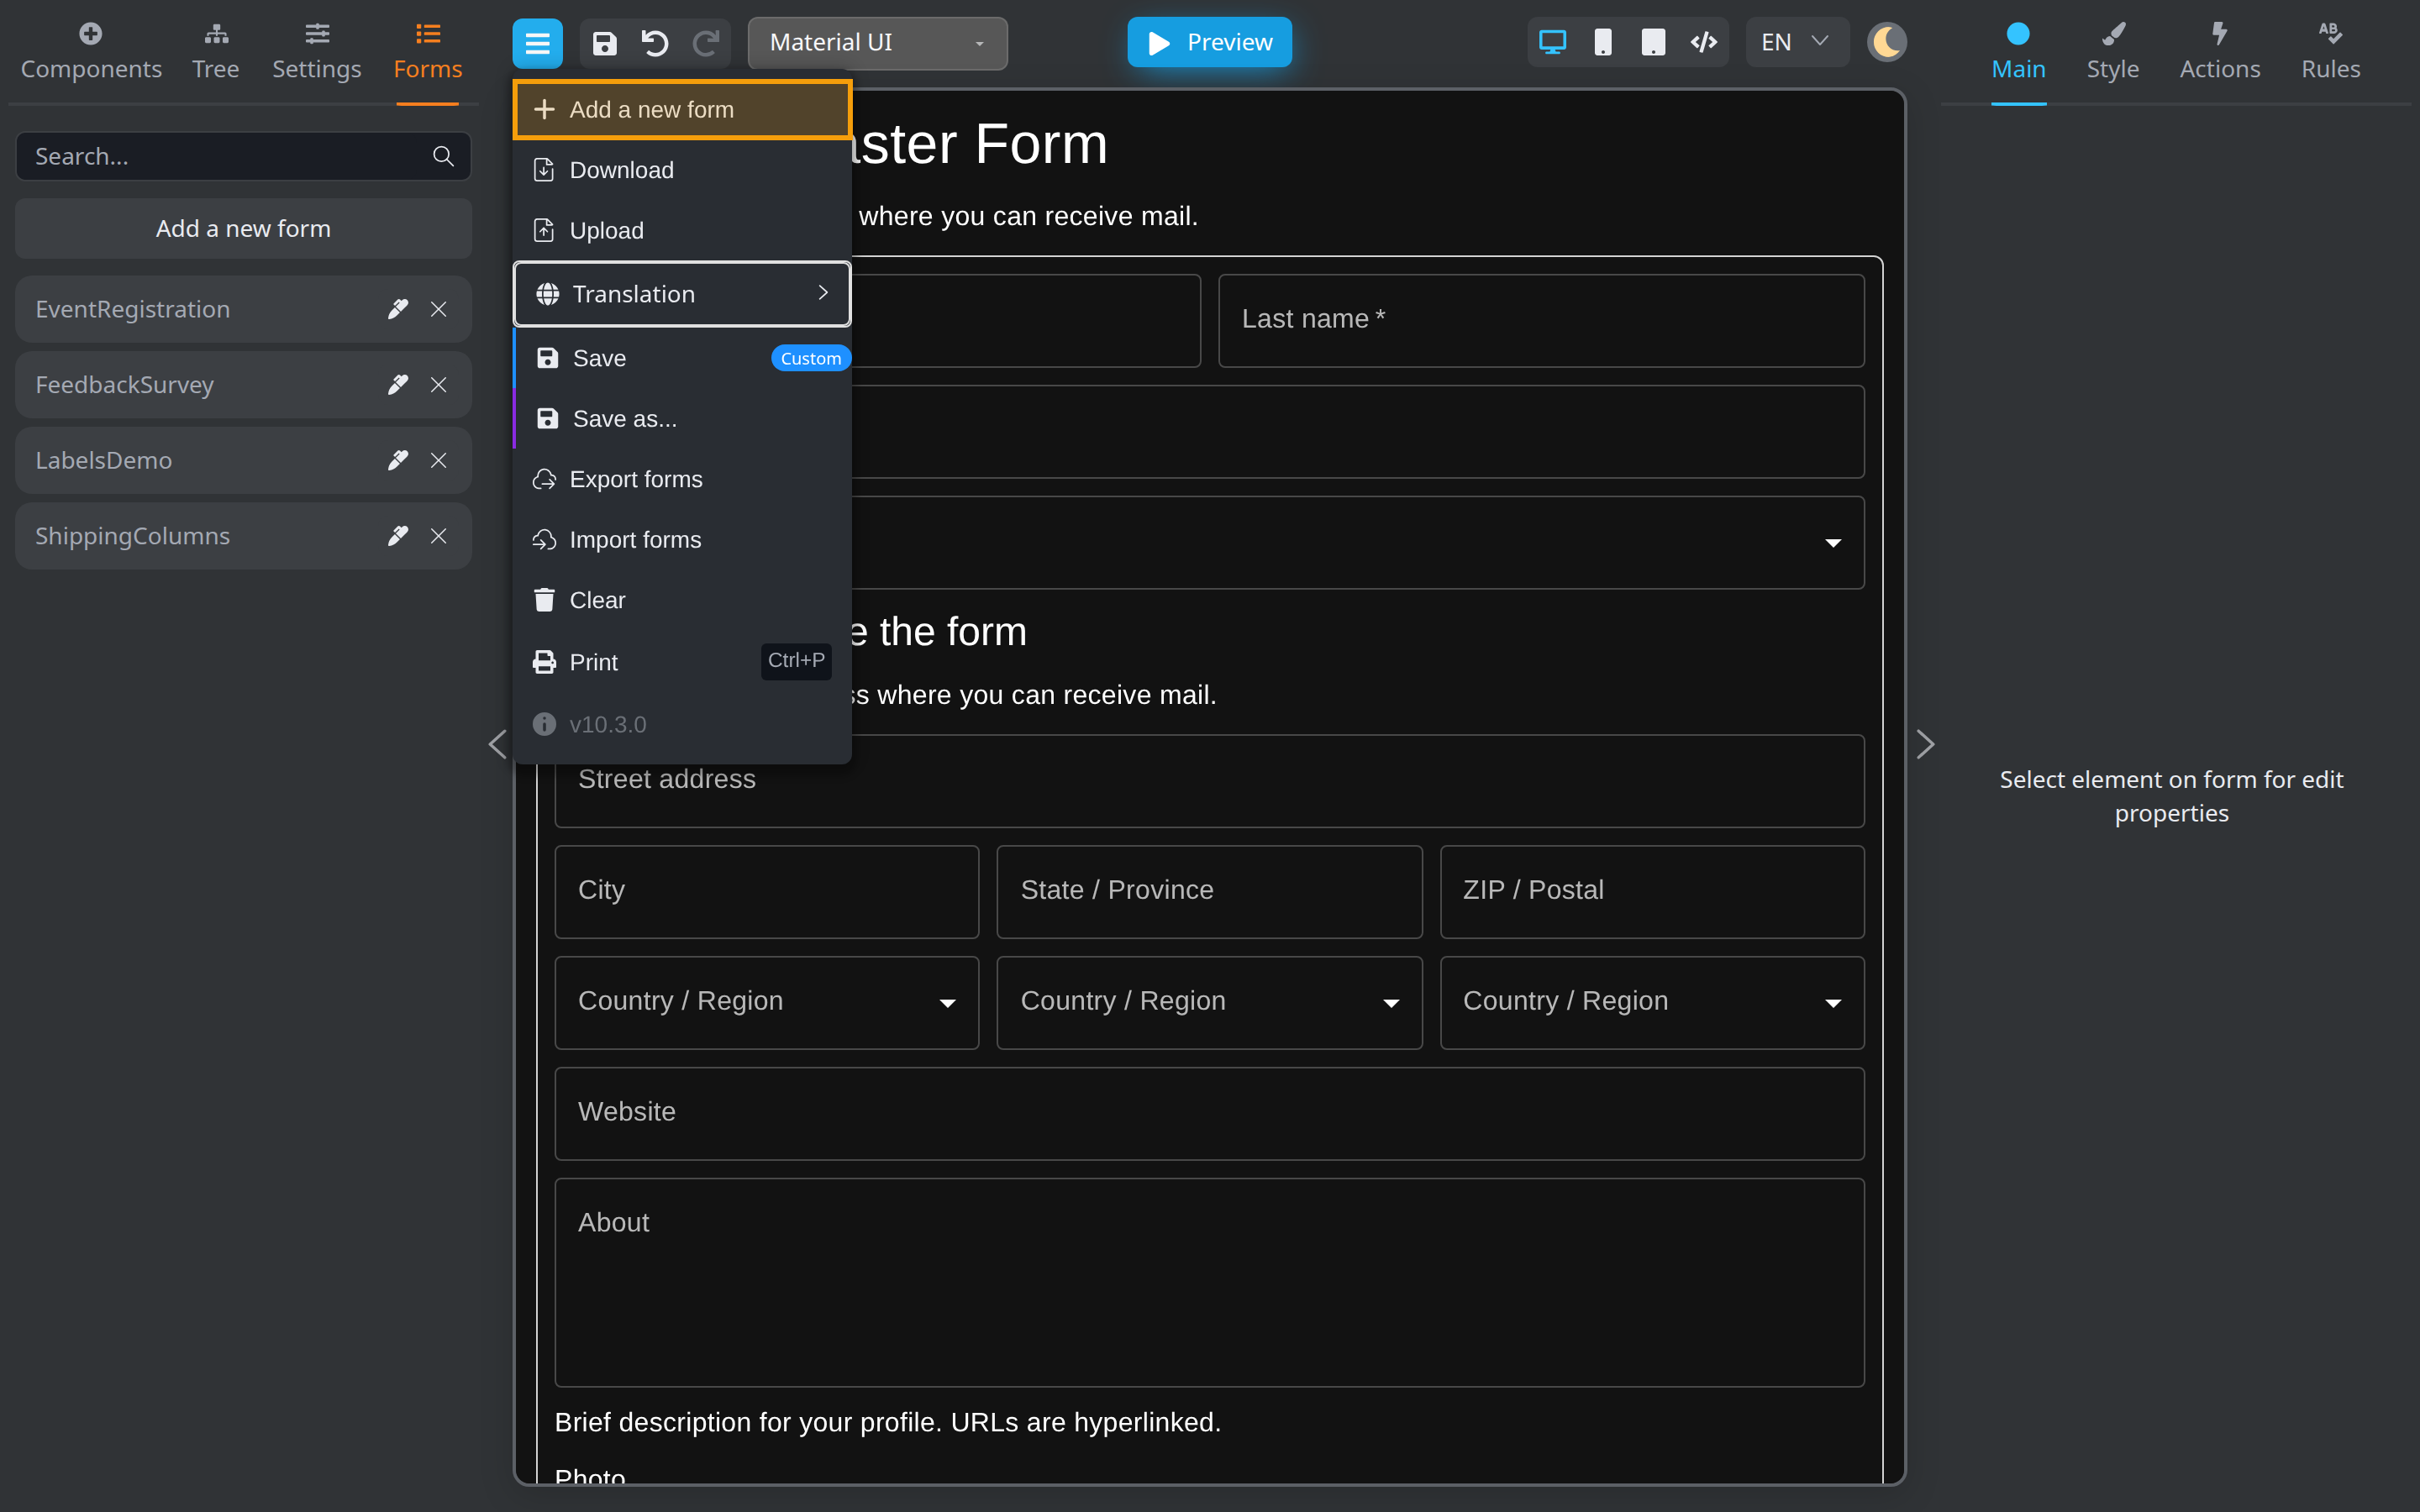 Components
Tree
Settings
Forms
Material UI
Preview
EN
Main
Style
Actions
Rules
Search...
Add a new form
EventRegistration
FeedbackSurvey
LabelsDemo
ShippingColumns
Add a new form
Download
Upload
Translation
Save Custom
Save as...
Export forms
Import forms
Clear
Print Ctrl+P
v10.3.0
Form
where you can receive mail.
Last name *
the form
where you can receive mail.
Street address
City
State / Province
ZIP / Postal
Country / Region
Country / Region
Country / Region
Website
About
Brief description for your profile. URLs are hyperlinked.
Photo
Select element on form for edit
properties